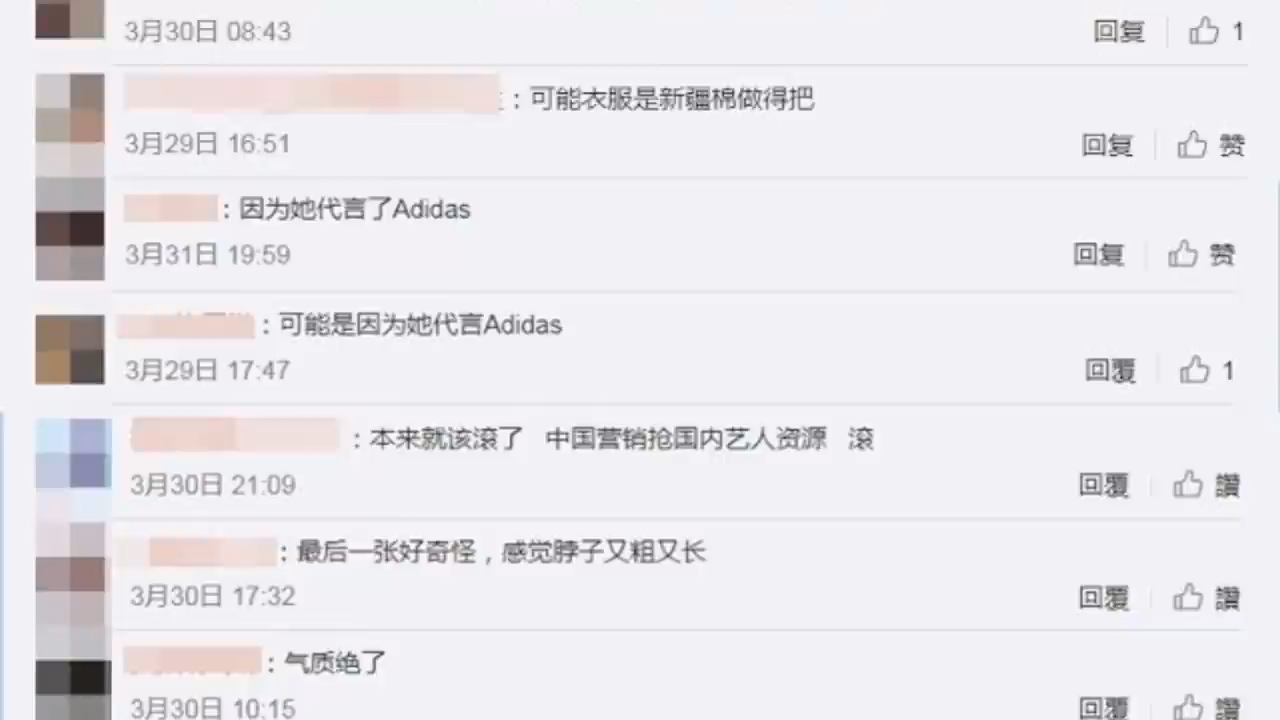 3月30日 08:43
回复 1
：可能衣服是新疆棉做得把
3月29日 16:51
回复 赞
：因为她代言了Adidas
3月31日 19:59
回复 赞
：可能是因为她代言Adidas
3月29日 17:47
回覆 1
：本来就该滚了 中国营销抢国内艺人资源 滚
3月30日 21:09
回覆 讚
：最后一张好奇怪，感觉脖子又粗又长
3月30日 17:32
回覆 讚
：气质绝了
3月30日 10:15
回覆 讚